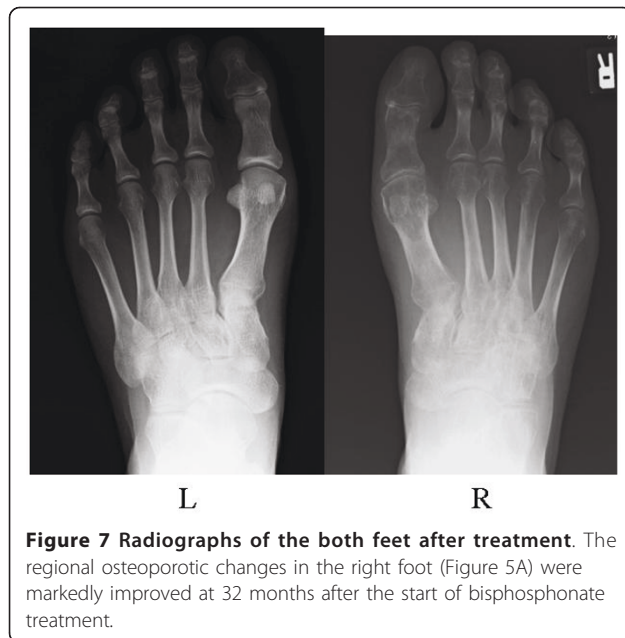 L R
Figure 7 Radiographs of the both feet after treatment. The
regional osteoporotic changes in the right foot (Figure 5A) were
markedly improved at 32 months after the start of bisphosphonate
treatment.